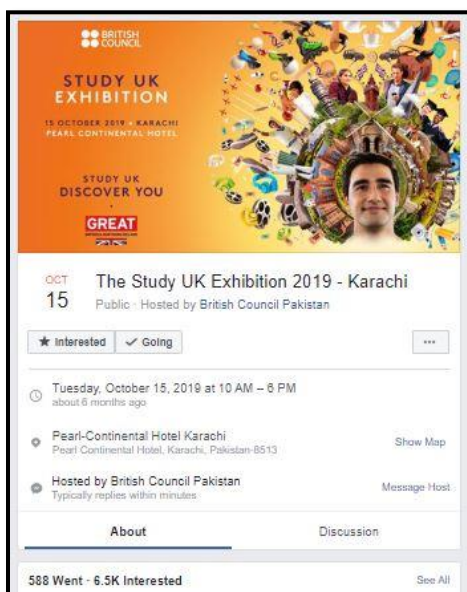 BRITISH
COUNCIL
STUDY UK
EXHIBITION
15 OCTOBER 2019 • KARACHI
PEARL CONTINENTAL HOTEL
STUDY UK
DISCOVER YOU
GREAT
OCT
15
The Study UK Exhibition 2019 - Karachi
Public · Hosted by British Council Pakistan
Interested
Going
Tuesday, October 15, 2019 at 10 AM – 6 PM
about 6 months ago
Pearl-Continental Hotel Karachi
Show Map
Pearl Continental Hotel, Karachi, Pakistan-8513
Hosted by British Council Pakistan
Message Host
Typically replies within minutes
About
Discussion
588 Went · 6.5K Interested
See All